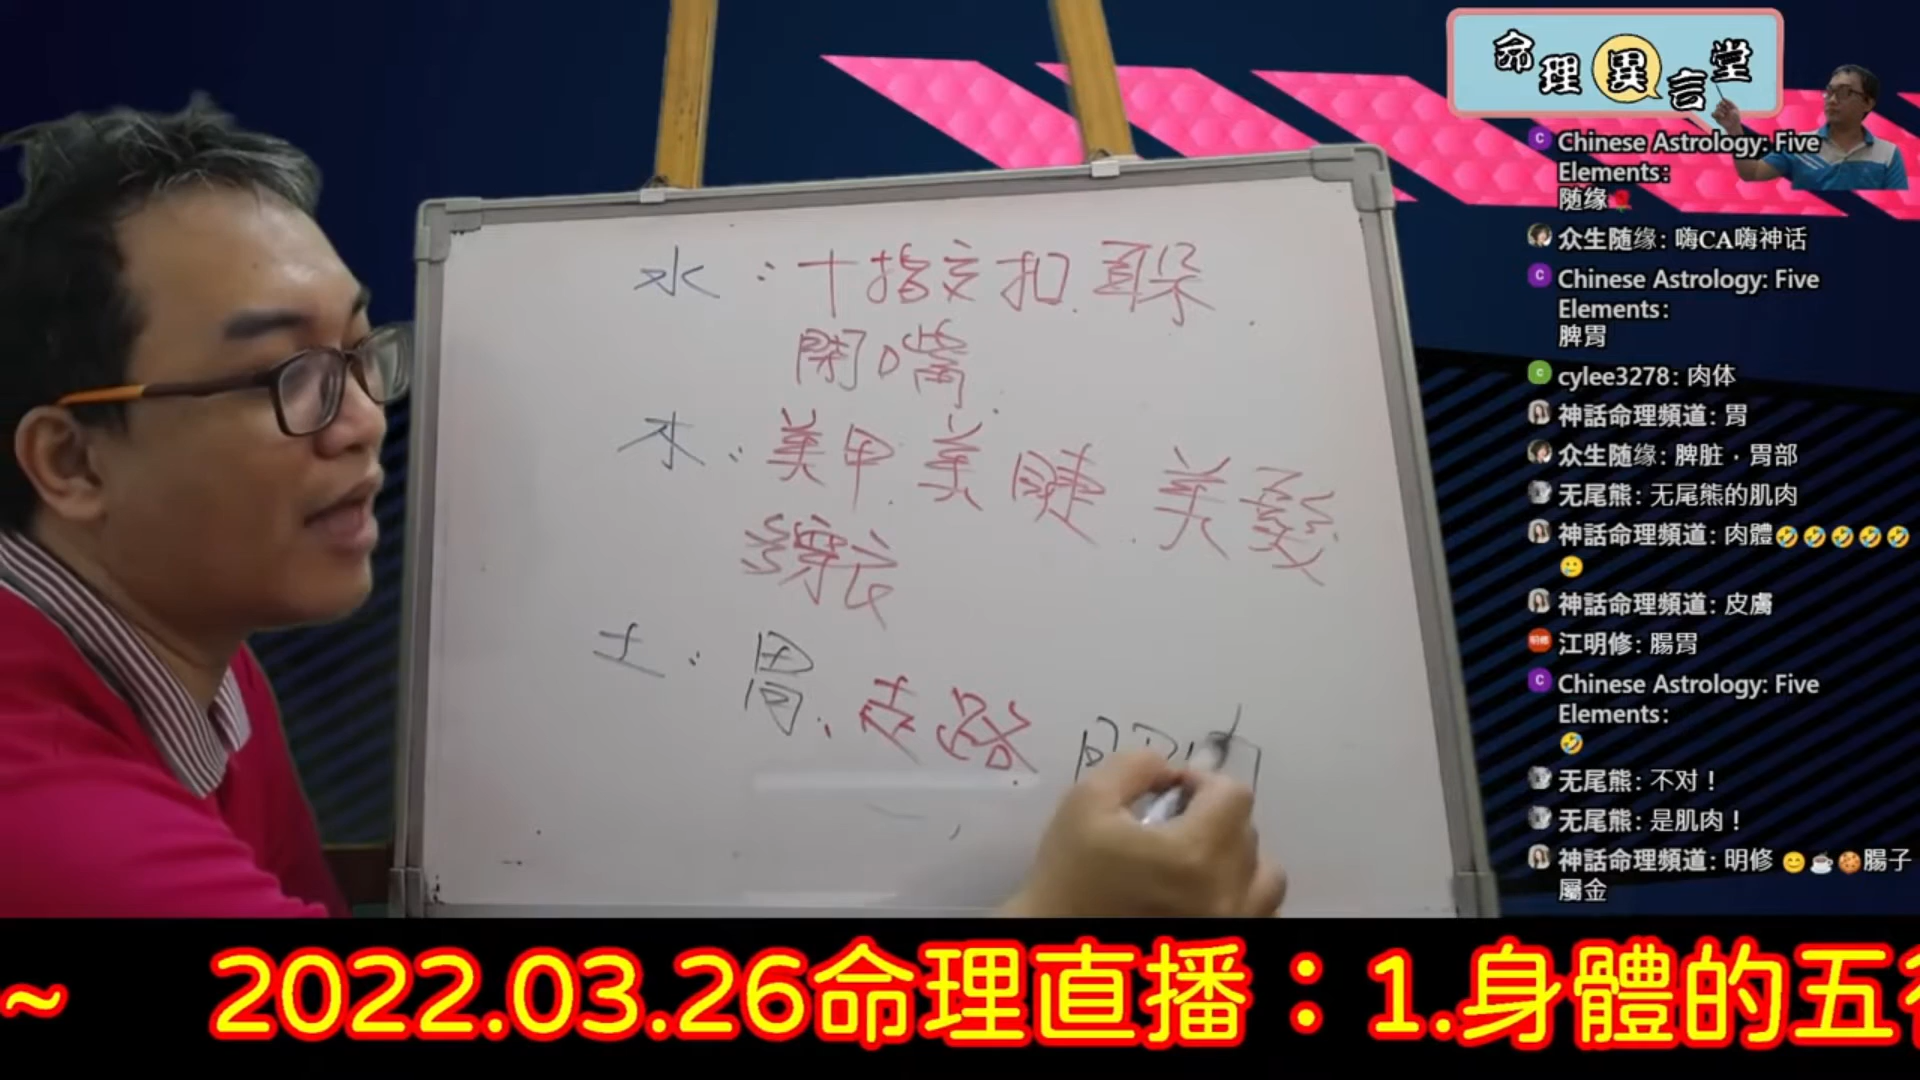 命理異言堂
Chinese Astrology: Five
Elements:
随缘🌹
众生随缘: 嗨CA嗨神话
Chinese Astrology: Five
Elements:
脾胃
cylee3278: 肉体
神話命理頻道: 胃
众生随缘: 脾脏，胃部
无尾熊: 无尾熊的肌肉
神話命理頻道: 肉體🤣🤣🤣🤣🤣
🥲
神話命理頻道: 皮膚
江明修: 腸胃
Chinese Astrology: Five
Elements:
🤣
无尾熊: 不对！
无尾熊: 是肌肉！
神話命理頻道: 明修 😊☕🍪腸子
屬金
水：十指交扣.耳朵.
閉嘴.
木：美甲.美睫.美髮
穿衣
土：胃.走路
~ 2022.03.26命理直播：1.身體的五行